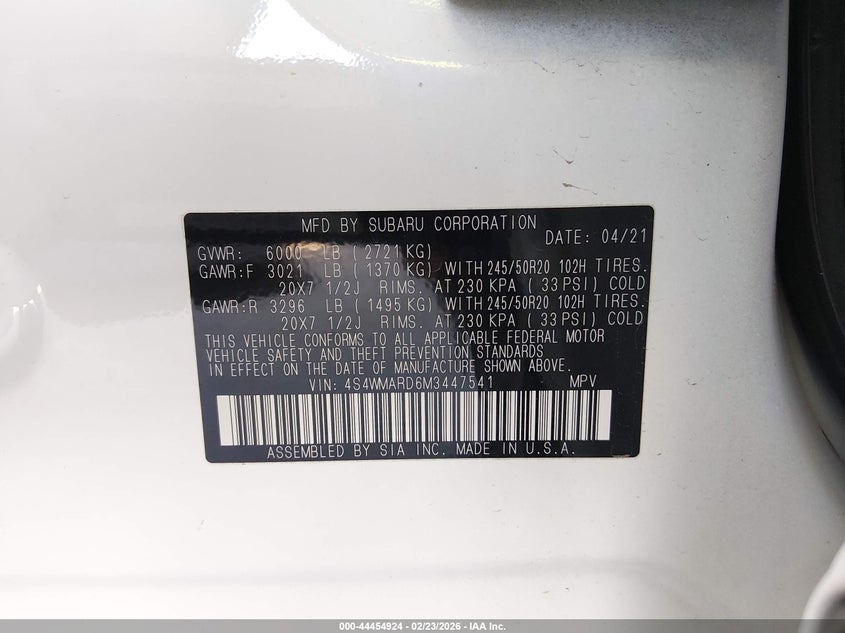 MFD BY SUBARU CORPORATION
DATE: 04/21
GVWR: 6000 LB ( 2721KG)
GAWR:F 3021 LB ( 1370 KG) WITH 245/50R20 102H TIRES.
20X7 1/2J RIMS. AT 230 KPA ( 33 PSI) COLD
GAWR:R 3296 LB ( 1495 KG) WITH 245/50R20 102H TIRES.
20X7 1/2J RIMS. AT 230 KPA ( 33 PSI) COLD
THIS VEHICLE CONFORMS TO ALL APPLICABLE FEDERAL MOTOR
VEHICLE SAFETY AND THEFT PREVENTION STANDARDS
IN EFFECT ON THE DATE OF MANUFACTURE SHOWN ABOVE.
VIN: 4S4WMARD6M3447541 MPV
ASSEMBLED BY SIA INC. MADE IN U.S.A.
000-44454924 - 02/23/2026 - IAA Inc.